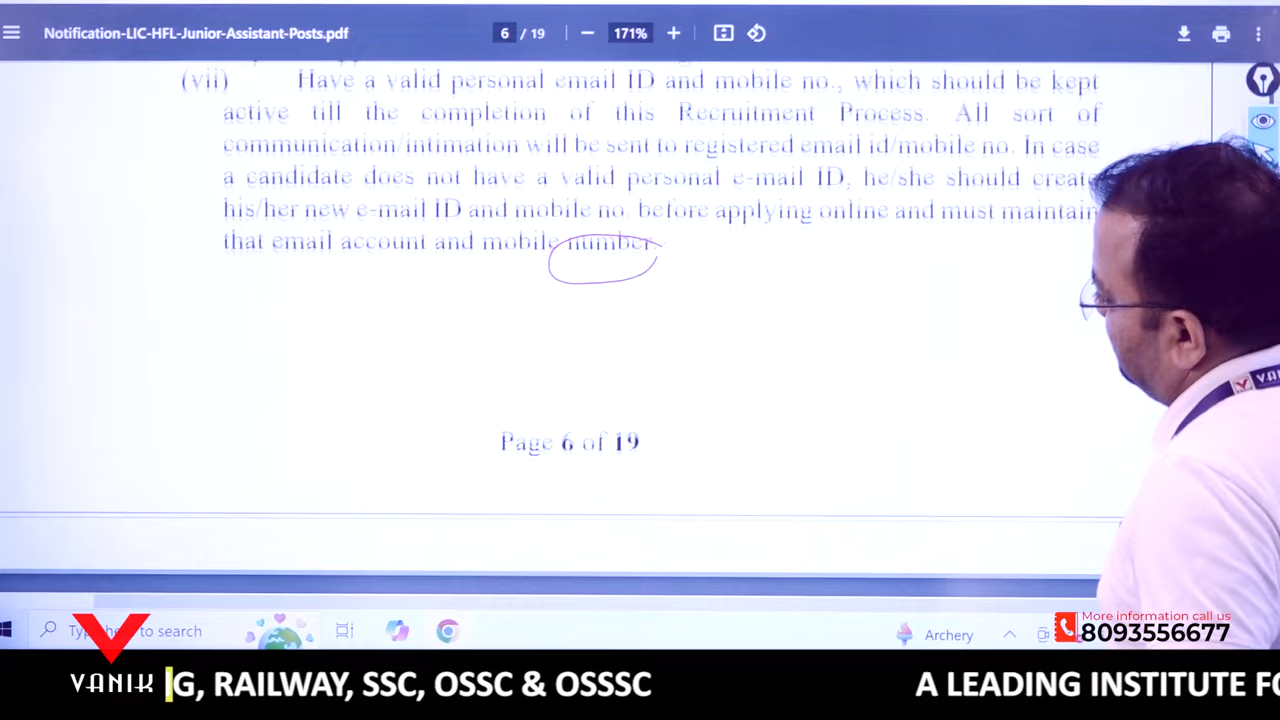 Notification-LIC-HFL-Junior-Assistant-Posts.pdf
6 / 19
171%
(vii) Have a valid personal email ID and mobile no., which should be kept
active till the completion of this Recruitment Process. All sort of
communication/intimation will be sent to registered email id/mobile no. In case
a candidate does not have a valid personal e-mail ID, he/she should create
his/her new e-mail ID and mobile no. before applying online and must maintain
that email account and mobile number.
Page 6 of 19
Type here to search
Archery
More information call us
8093556677
VANIK
G, RAILWAY, SSC, OSSC & OSSSC
A LEADING INSTITUTE FO